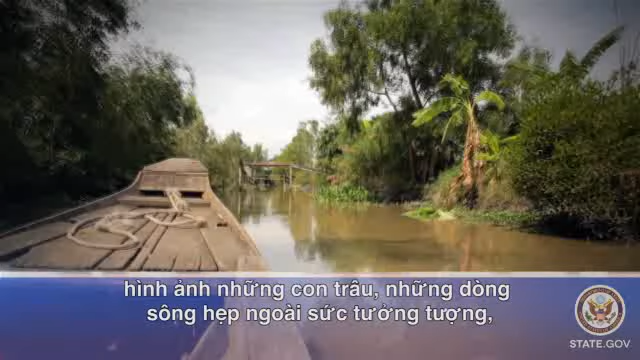 hình ảnh những con trâu, những dòng
sông hẹp ngoài sức tưởng tượng,
STATE.GOV